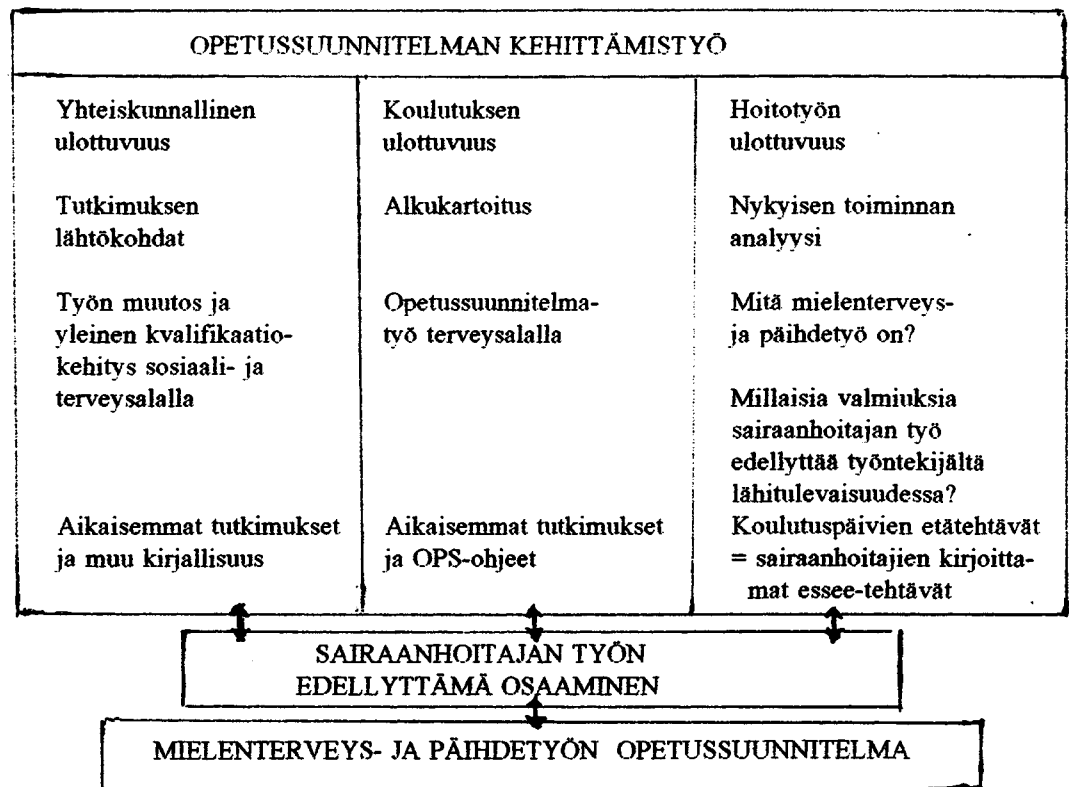 OPETUSSUUNNITELMAN KEHITTÄMISTYÖ
Yhteiskunnallinen
ulottuvuus
Tutkimuksen
lähtökohdat
Työn muutos ja
yleinen kvalifikaatio-
kehitys sosiaali- ja
terveysalalla
Aikaisemmat tutkimukset
ja muu kirjallisuus
Koulutuksen
ulottuvuus
Alkukartoitus
Opetussuunnitelma-
työ terveysalalla
Aikaisemmat tutkimukset
ja OPS-ohjeet
Hoitotyön
ulottuvuus
Nykyisen toiminnan
analyysi
Mitä mielenterveys-
ja päihdetyö on?
Millaisia valmiuksia
sairaanhoitajan työ
edellyttää työntekijältä
lähitulevaisuudessa?
Koulutuspäivien etätehtävät
= sairaanhoitajien kirjoitta-
mat essee-tehtävät
SAIRAANHOITAJAN TYÖN
EDELLYTTÄMÄ OSAAMINEN
MIELENTERVEYS- JA PÄIHDETYÖN OPETUSSUUNNITELMA